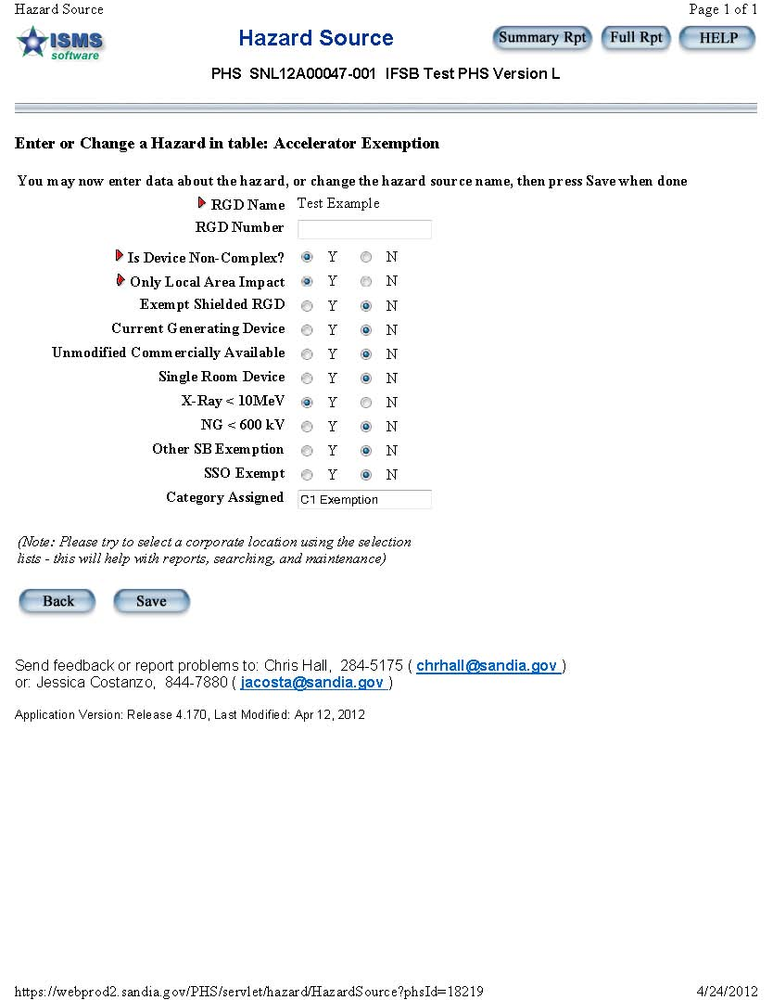 Hazard Source Page 1 of 1
ISMS software
Hazard Source
Summary Rpt Full Rpt HELP
PHS SNL12A00047-001 IFSB Test PHS Version L
Enter or Change a Hazard in table: Accelerator Exemption
You may now enter data about the hazard, or change the hazard source name, then press Save when done
RGD Name Test Example
RGD Number
Is Device Non-Complex? Y N
Only Local Area Impact Y N
Exempt Shielded RGD Y N
Current Generating Device Y N
Unmodified Commercially Available Y N
Single Room Device Y N
X-Ray < 10MeV Y N
NG < 600 kV Y N
Other SB Exemption Y N
SSO Exempt Y N
Category Assigned C1 Exemption
(Note: Please try to select a corporate location using the selection
lists - this will help with reports, searching, and maintenance)
Back Save
Send feedback or report problems to: Chris Hall, 284-5175 ( chrhall@sandia.gov )
or: Jessica Costanzo, 844-7880 ( jacosta@sandia.gov )
Application Version: Release 4.170, Last Modified: Apr 12, 2012
https://webprod2.sandia.gov/PHS/servlet/hazard/HazardSource?phsId=18219 4/24/2012